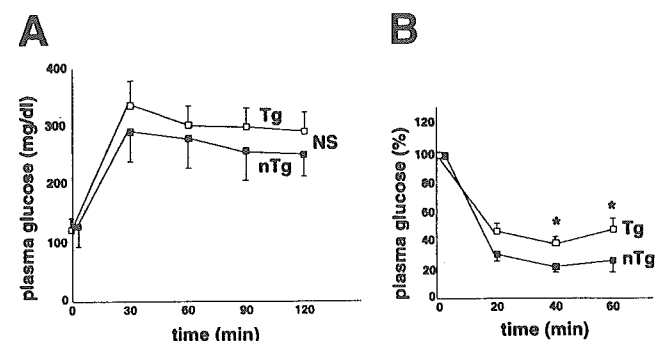 A
plasma glucose (mg/dl)
400
300
200
100
0
Tg
NS
nTg
0 30 60 90 120
time (min)
B
plasma glucose (%)
120
100
80
60
40
20
0
* *
Tg
nTg
0 20 40 60
time (min)